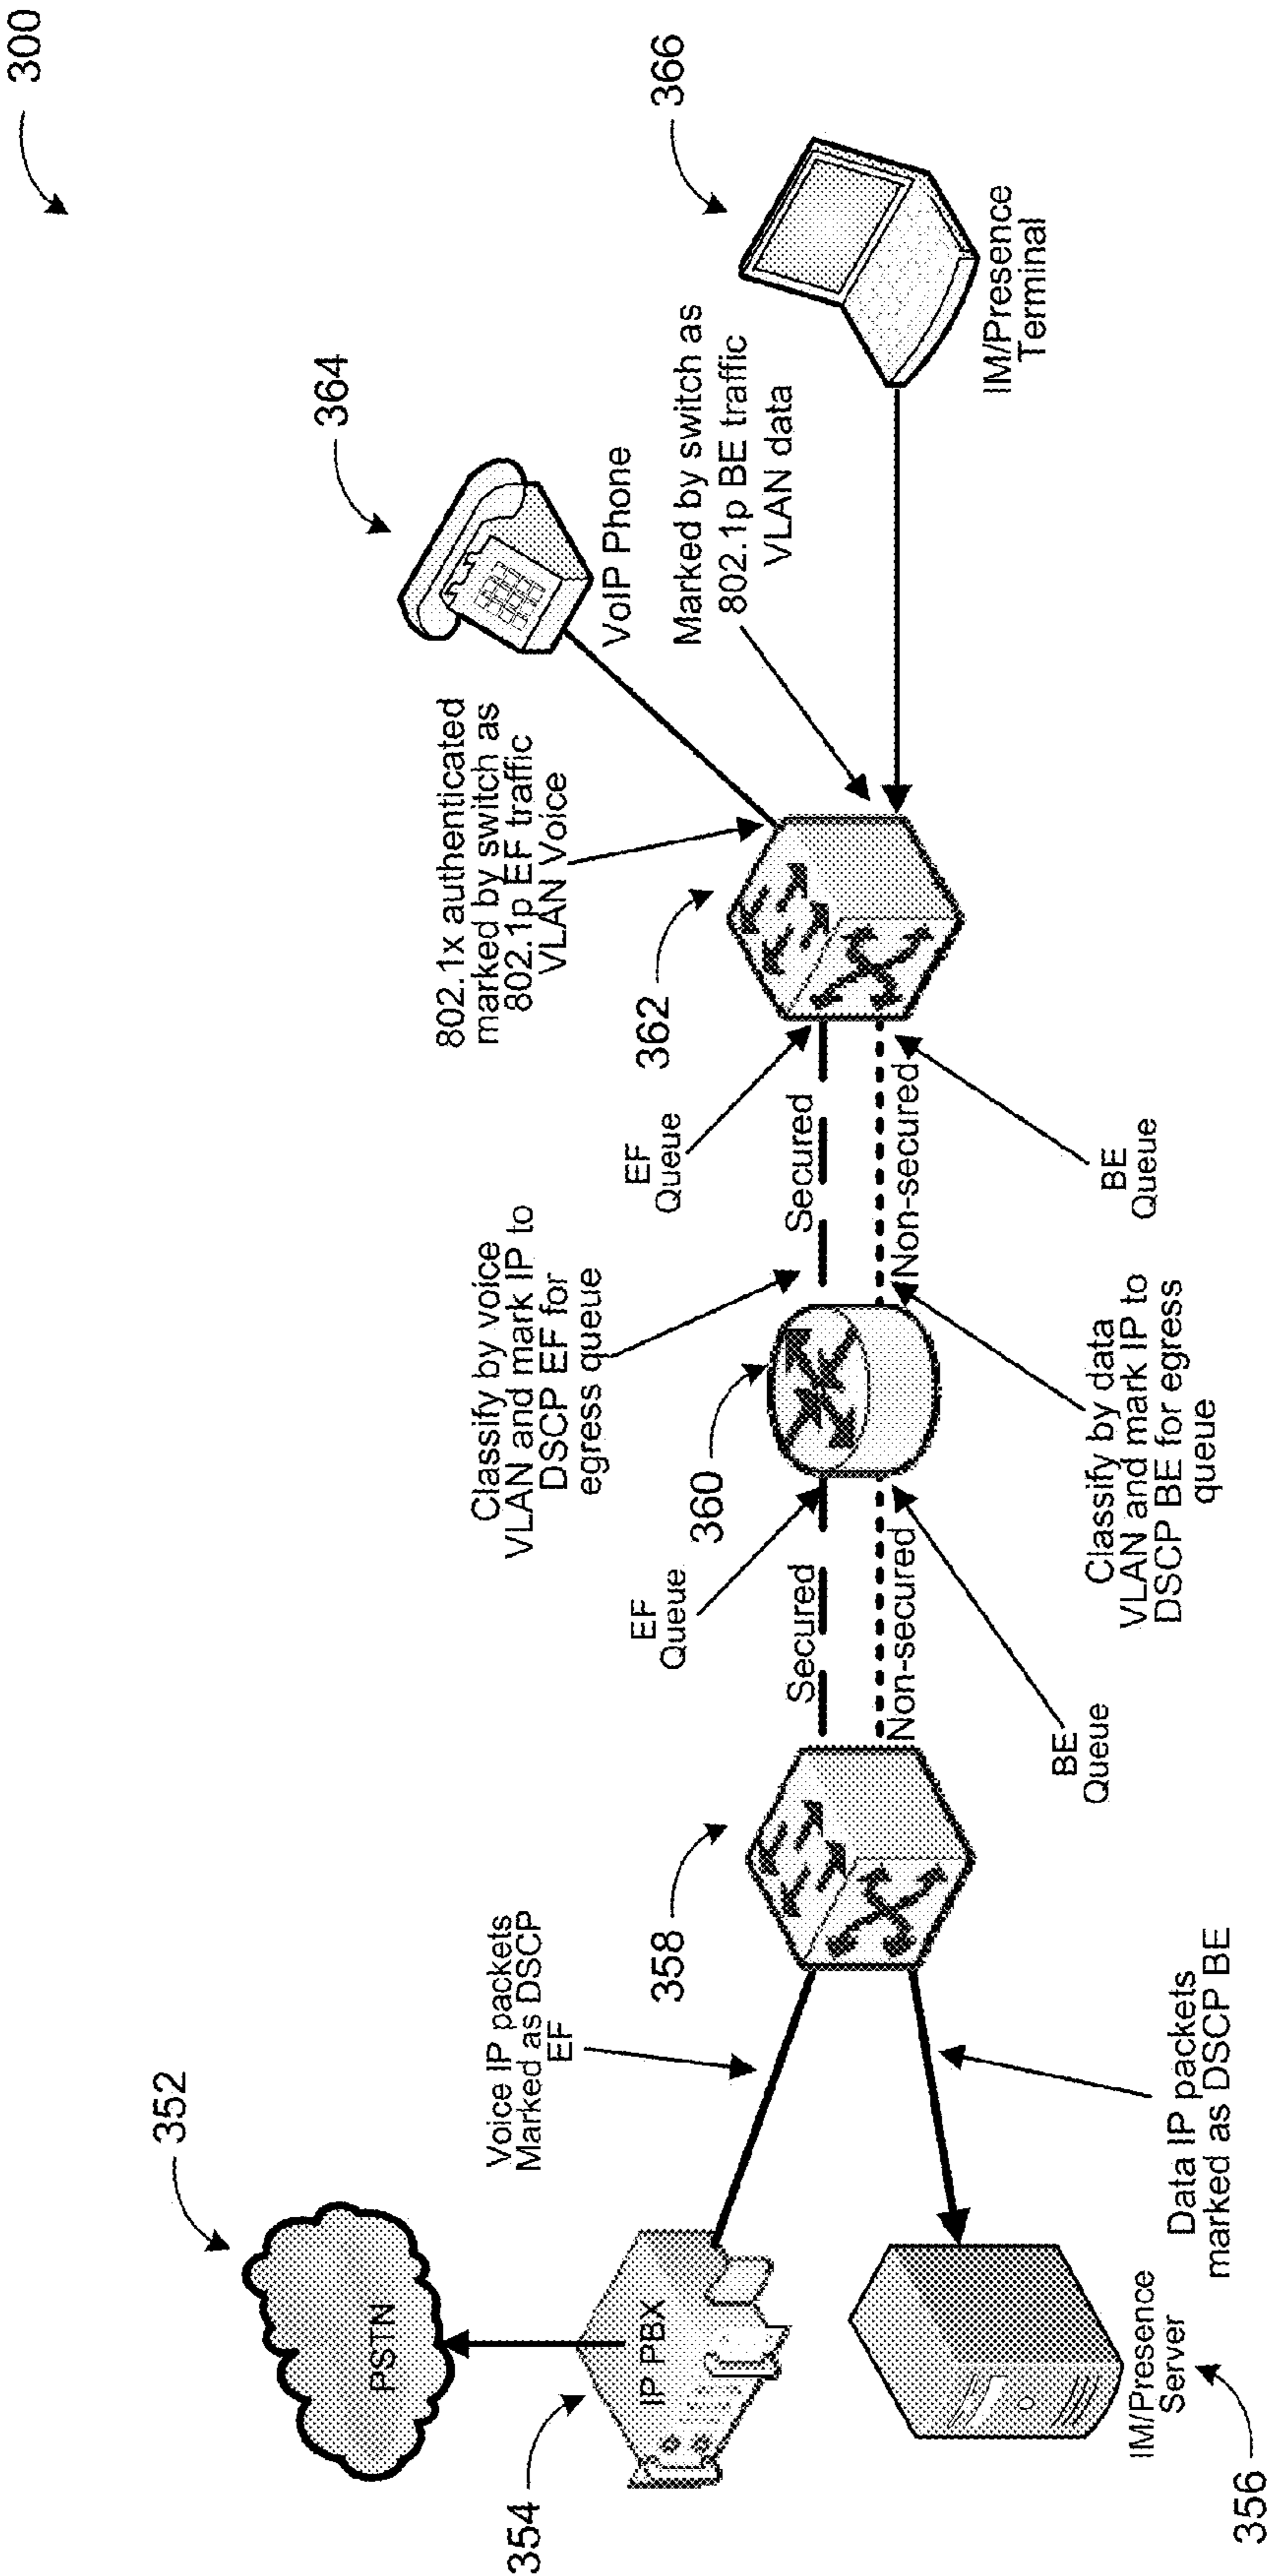 300
352
PSTN
354
IP PBX
IM/Presence
Server
356
Voice IP packets
Marked as DSCP
EF
Data IP packets
marked as DSCP BE
358
Secured
Non-secured
EF
Queue
BE
Queue
360
Classify by voice
VLAN and mark IP to
DSCP EF for
egress queue
Classify by data
VLAN and mark IP to
DSCP BE for egress
queue
Secured
Non-secured
EF
Queue
BE
Queue
362
802.1x authenticated
marked by switch as
802.1p EF traffic
VLAN Voice
364
VoIP Phone
Marked by switch as
802.1p BE traffic
VLAN data
366
IM/Presence
Terminal